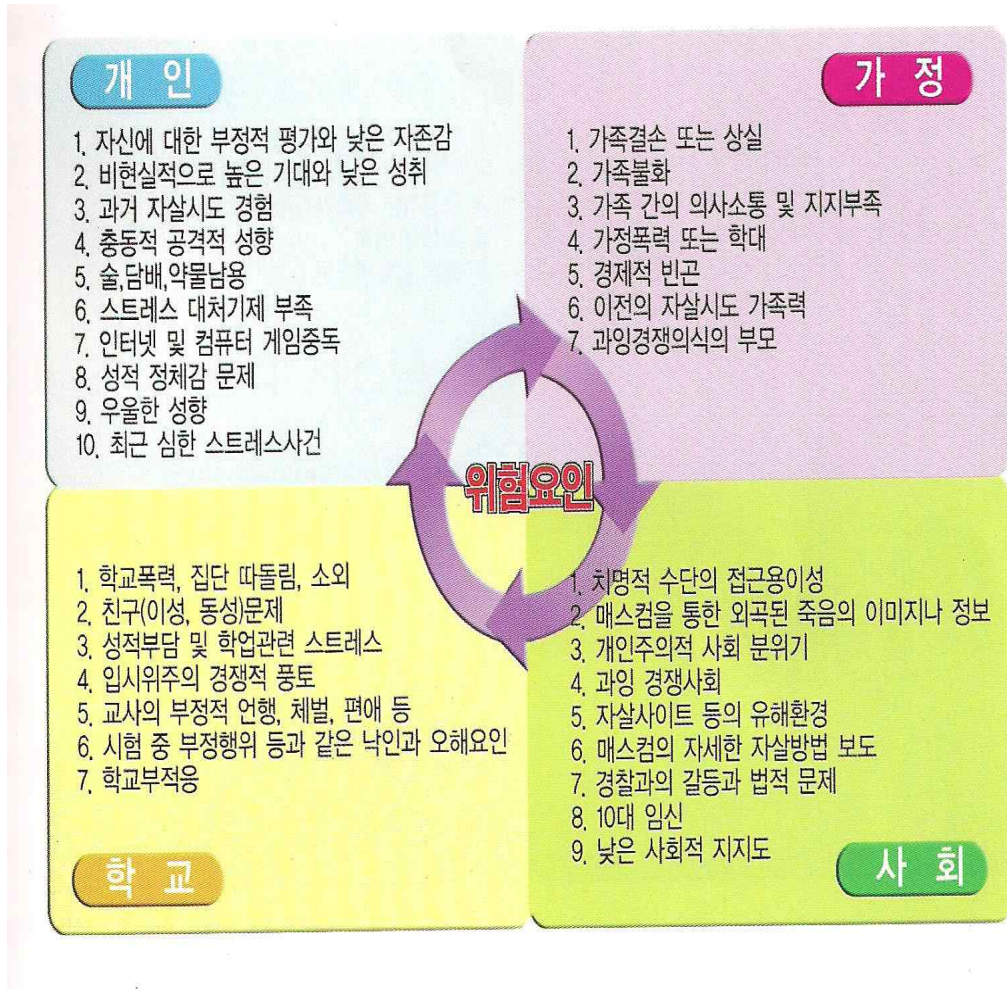 개 인
1. 자신에 대한 부정적 평가와 낮은 자존감
2. 비현실적으로 높은 기대와 낮은 성취
3. 과거 자살시도 경험
4. 충동적 공격적 성향
5. 술,담배,약물남용
6. 스트레스 대처기제 부족
7. 인터넷 및 컴퓨터 게임중독
8. 성적 정체감 문제
9. 우울한 성향
10. 최근 심한 스트레스사건
가 정
1. 가족결손 또는 상실
2. 가족불화
3. 가족 간의 의사소통 및 지지부족
4. 가정폭력 또는 학대
5. 경제적 빈곤
6. 이전의 자살시도 가족력
7. 과잉경쟁의식의 부모
위험요인
1. 학교폭력, 집단 따돌림, 소외
2. 친구(이성, 동성)문제
3. 성적부담 및 학업관련 스트레스
4. 입시위주의 경쟁적 풍토
5. 교사의 부정적 언행, 체벌, 편애 등
6. 시험 중 부정행위 등과 같은 낙인과 오해요인
7. 학교부적응
학 교
1. 치명적 수단의 접근용이성
2. 매스컴을 통한 외곡된 죽음의 이미지나 정보
3. 개인주의적 사회 분위기
4. 과잉 경쟁사회
5. 자살사이트 등의 유해환경
6. 매스컴의 자세한 자살방법 보도
7. 경찰과의 갈등과 법적 문제
8. 10대 임신
9. 낮은 사회적 지지도
사 회